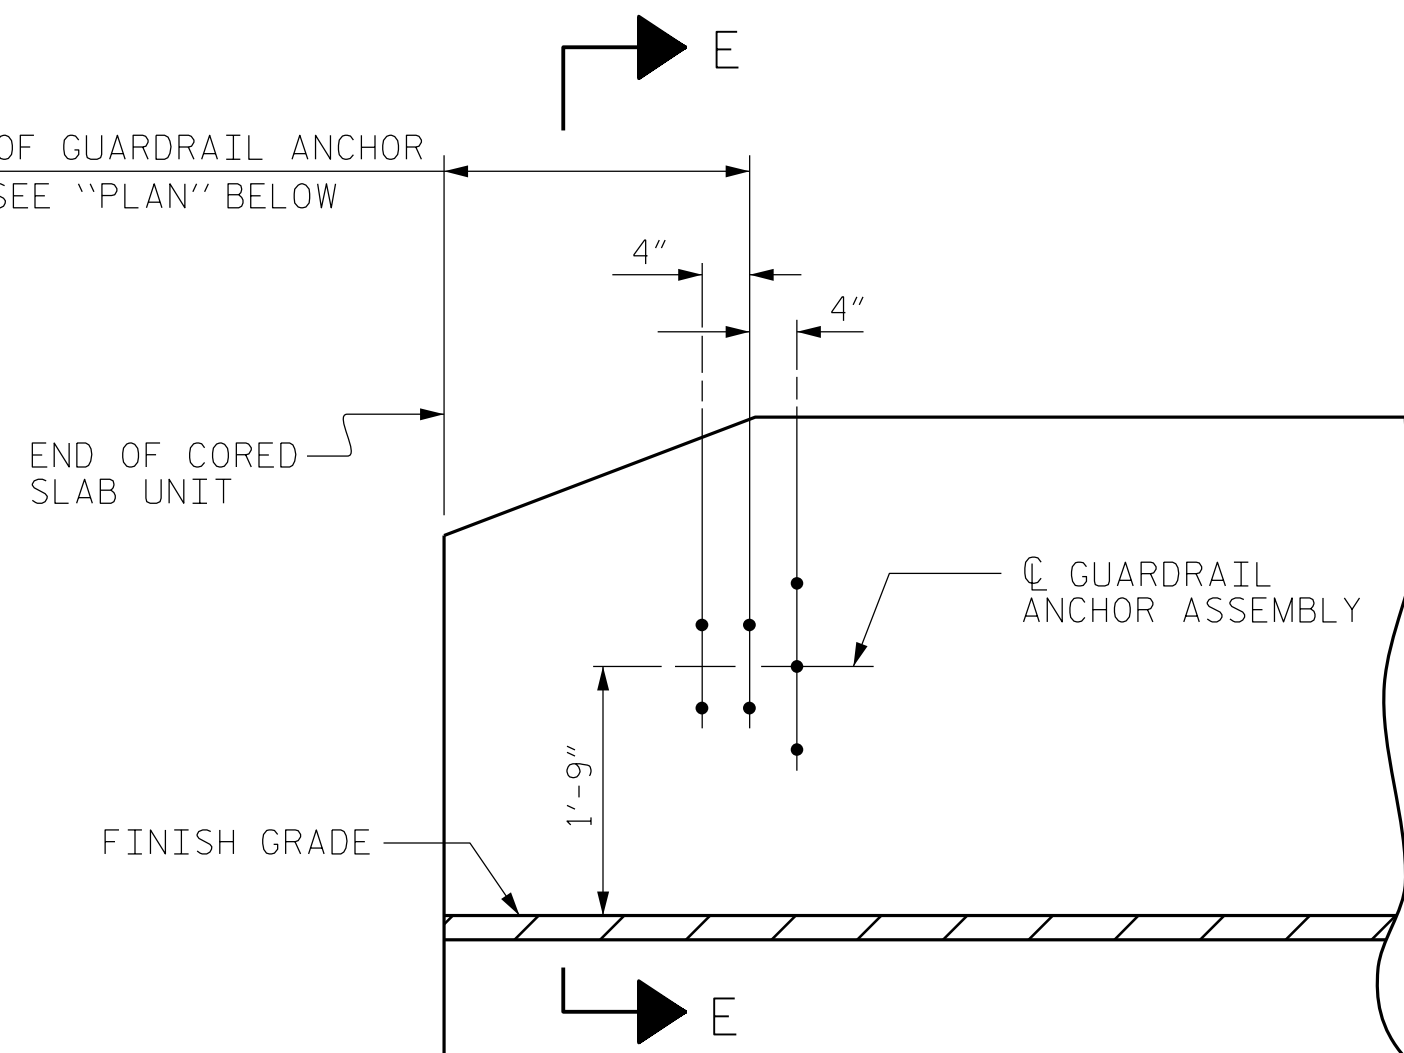 E
OF GUARDRAIL ANCHOR
SEE "PLAN" BELOW
4"
4"
END OF CORED
SLAB UNIT
℄ GUARDRAIL
ANCHOR ASSEMBLY
1'-9"
FINISH GRADE
E